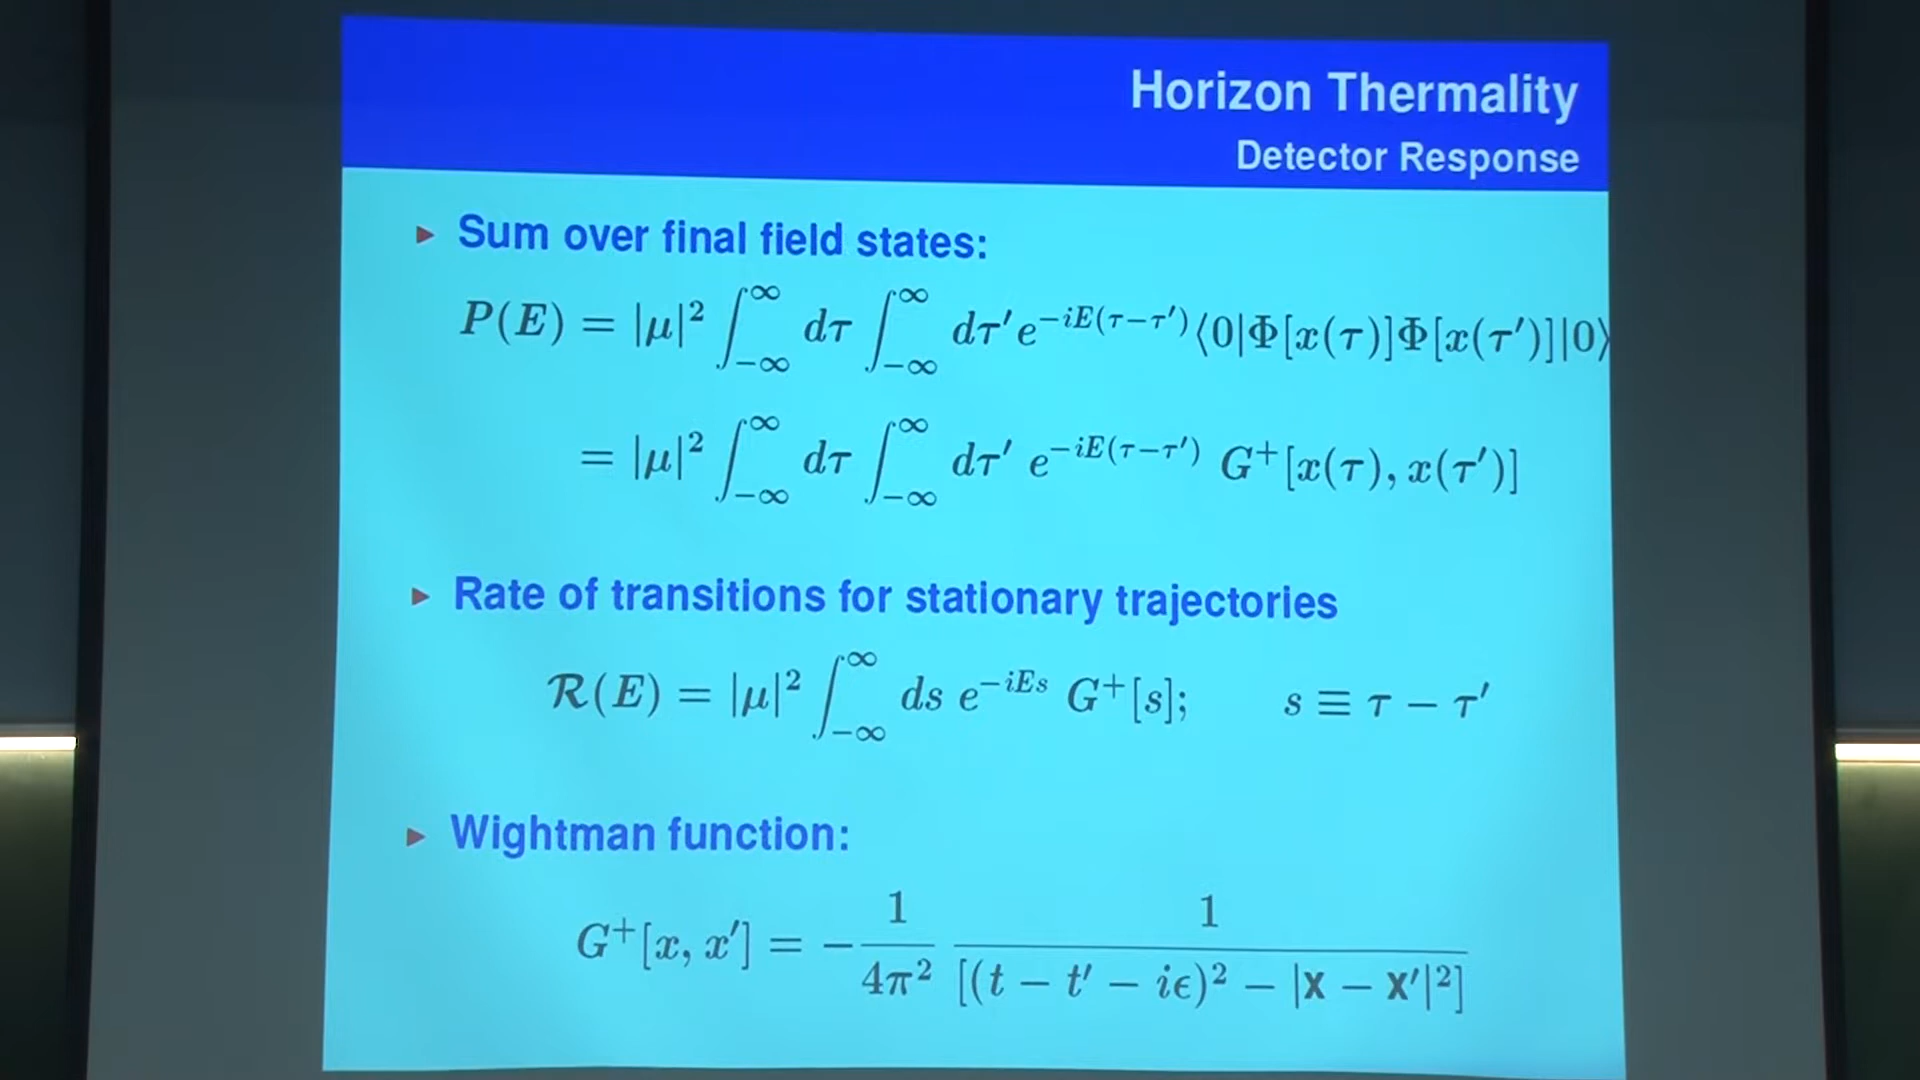 Horizon Thermality
Detector Response
▶ Sum over final field states:
P(E) = |μ|² ∫_{-∞}^{∞} dτ ∫_{-∞}^{∞} dτ′ e^{-iE(τ-τ′)} ⟨0|Φ[x(τ)]Φ[x(τ′)]|0⟩
= |μ|² ∫_{-∞}^{∞} dτ ∫_{-∞}^{∞} dτ′ e^{-iE(τ-τ′)} G⁺[x(τ), x(τ′)]
▶ Rate of transitions for stationary trajectories
ℛ(E) = |μ|² ∫_{-∞}^{∞} ds e^{-iEs} G⁺[s]; s ≡ τ − τ′
▶ Wightman function:
G⁺[x, x′] = − 1/(4π²) 1/[(t − t′ − iϵ)² − |x − x′|²]